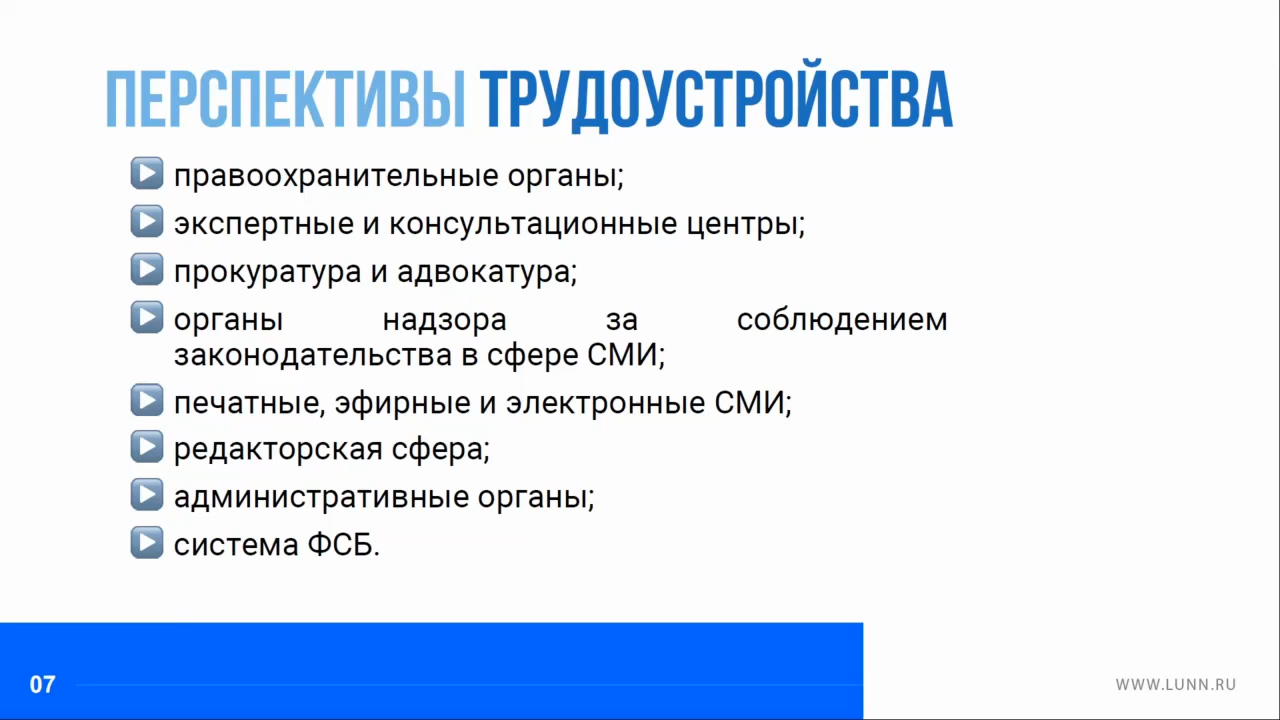 ПЕРСПЕКТИВЫ ТРУДОУСТРОЙСТВА
правоохранительные органы;
экспертные и консультационные центры;
прокуратура и адвокатура;
органы надзора за соблюдением
законодательства в сфере СМИ;
печатные, эфирные и электронные СМИ;
редакторская сфера;
административные органы;
система ФСБ.
07
WWW.LUNN.RU